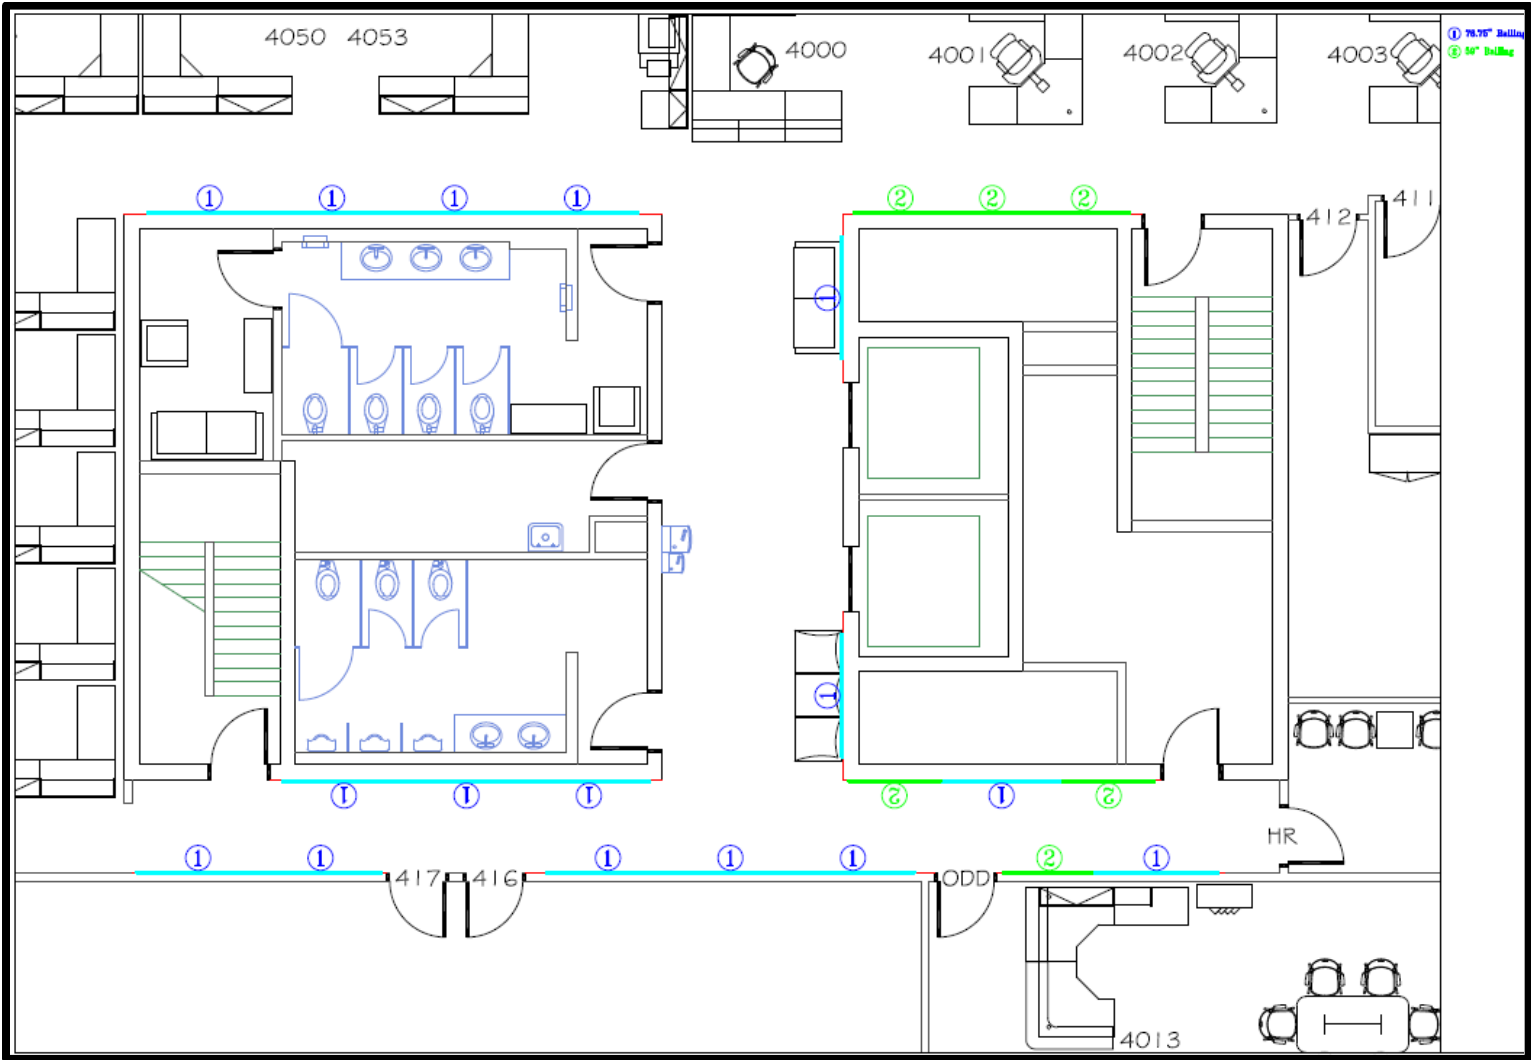 4050 4053
4000
4001
4002
4003
① 76.75" Railing
② 59" Railing
① ① ① ①
② ② ②
412
411
①
①
① ① ①
② ① ②
HR
① ①
① ① ①
② ①
417 416
ODD
4013